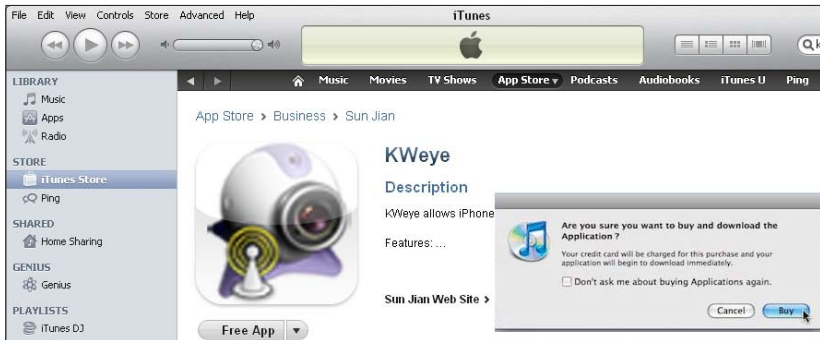 File Edit View Controls Store Advanced Help
iTunes
LIBRARY
Music
Apps
Radio
STORE
iTunes Store
Ping
SHARED
Home Sharing
GENIUS
Genius
PLAYLISTS
iTunes DJ
Music Movies TV Shows App Store Podcasts Audiobooks iTunes U Ping
App Store > Business > Sun Jian
KWeye
Description
KWeye allows iPhone
Features: ...
Sun Jian Web Site >
Free App
Are you sure you want to buy and download the
Application ?
Your credit card will be charged for this purchase and your
application will begin to download immediately.
Don't ask me about buying Applications again.
Cancel Buy